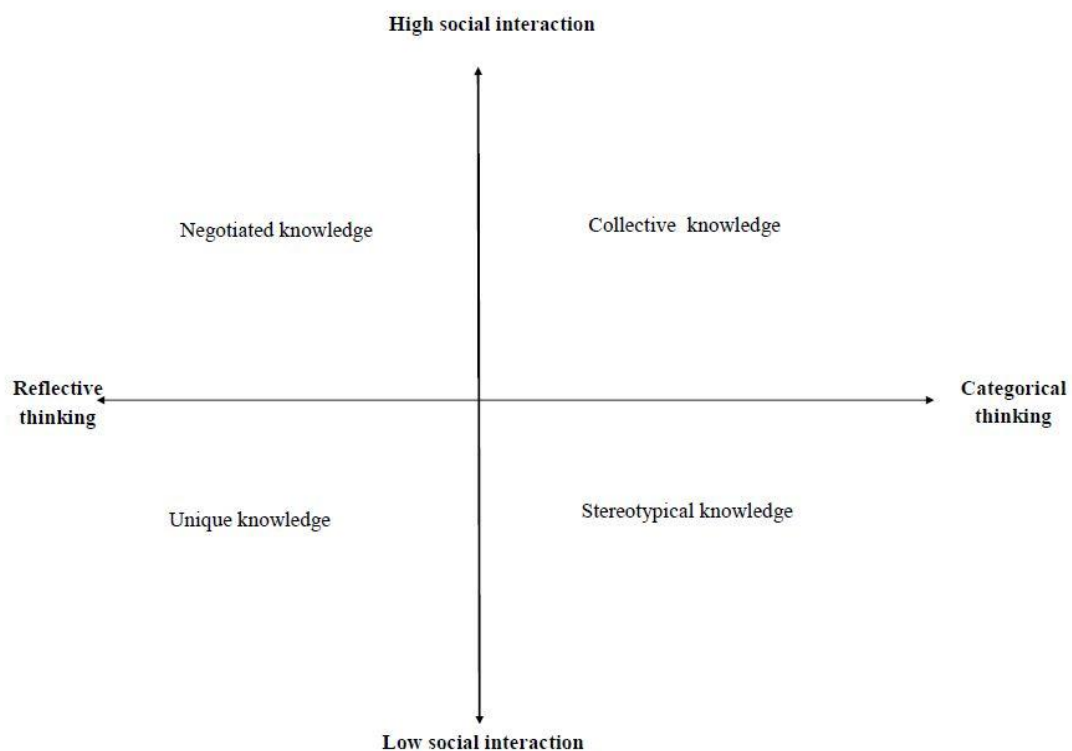 High social interaction
Negotiated knowledge
Collective knowledge
Reflective
thinking
Categorical
thinking
Unique knowledge
Stereotypical knowledge
Low social interaction